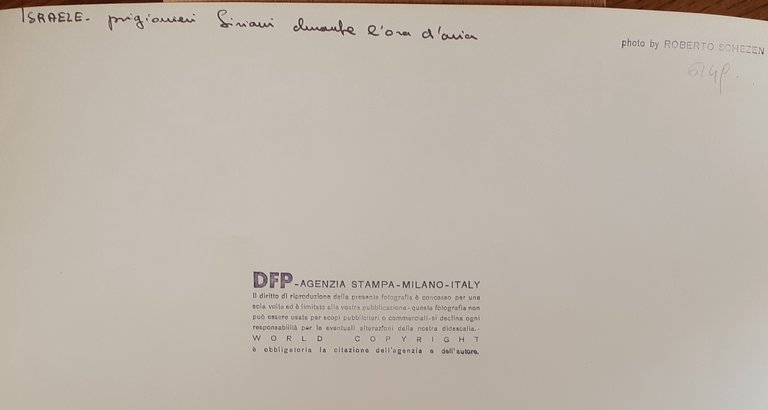 ISRAELE - prigionieri Siriani durante l'ora d'aria
photo by ROBERTO SCHEZEN
DFP-AGENZIA STAMPA-MILANO-ITALY
Il diritto di riproduzione della presente fotografia è concesso per una
sola volta ed è limitato alla vostra pubblicazione - questa fotografia non
può essere usata per scopi pubblicitari o commerciali - si declina ogni
responsabilità per le eventuali alterazioni della nostra didascalia. -
WORLD COPYRIGHT
è obbligatoria la citazione dell'agenzia e dell'autore.